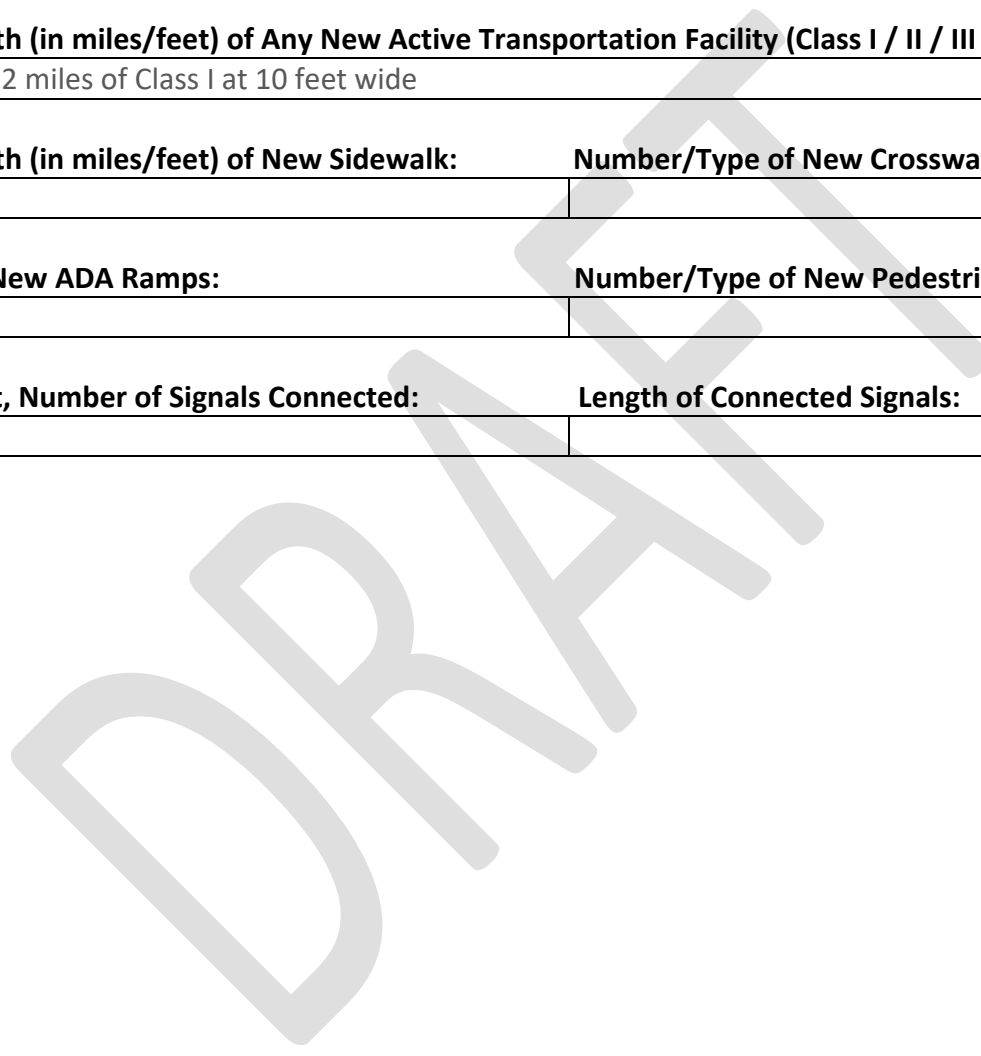 th (in miles/feet) of Any New Active Transportation Facility (Class I / II / III
2 miles of Class I at 10 feet wide
th (in miles/feet) of New Sidewalk: Number/Type of New Crosswa
New ADA Ramps: Number/Type of New Pedestri
, Number of Signals Connected: Length of Connected Signals:
DRAFT